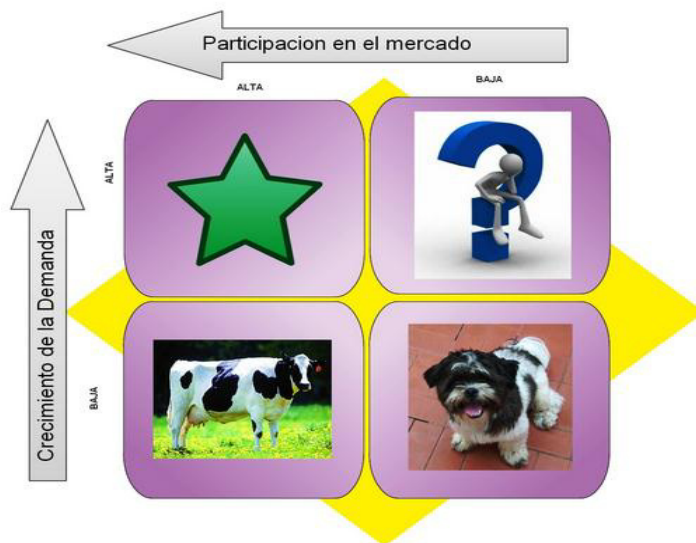 Participacion en el mercado
ALTA
BAJA
ALTA
BAJA
Crecimiento de la Demanda